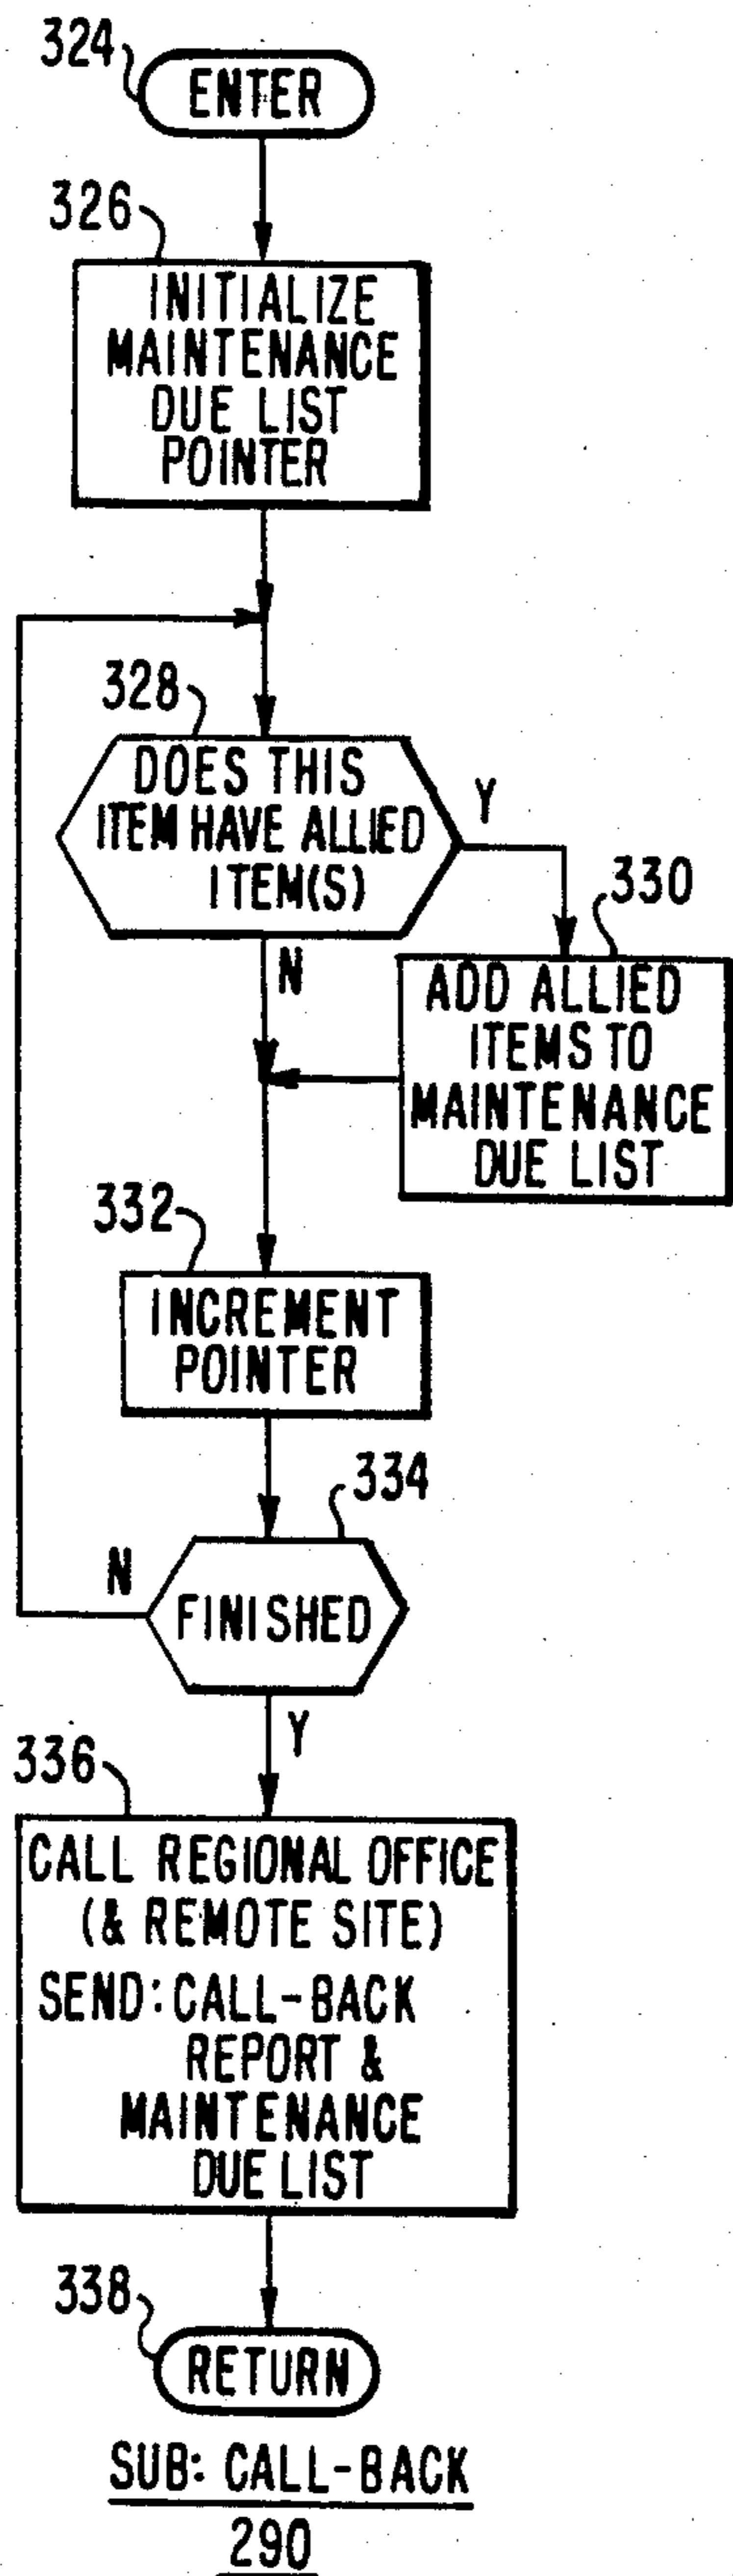 324
ENTER
326
INITIALIZE
MAINTENANCE
DUE LIST
POINTER
328
DOES THIS
ITEM HAVE ALLIED
ITEM(S)
Y
N
330
ADD ALLIED
ITEMS TO
MAINTENANCE
DUE LIST
332
INCREMENT
POINTER
334
N
FINISHED
Y
336
CALL REGIONAL OFFICE
(& REMOTE SITE)
SEND: CALL-BACK
REPORT &
MAINTENANCE
DUE LIST
338
RETURN
SUB: CALL-BACK
290